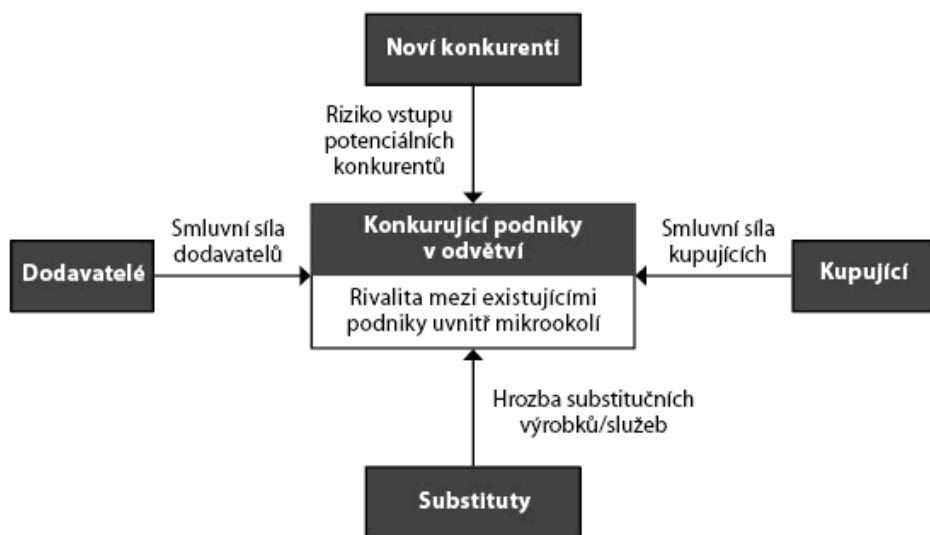 Noví konkurenti
Riziko vstupu
potenciálních
konkurentů
Smluvní síla
dodavatelů
Konkurující podniky
v odvětví
Smluvní síla
kupujících
Dodavatelé
Kupující
Rivalita mezi existujícími
podniky uvnitř mikrookolí
Hrozba substitučních
výrobků/služeb
Substituty